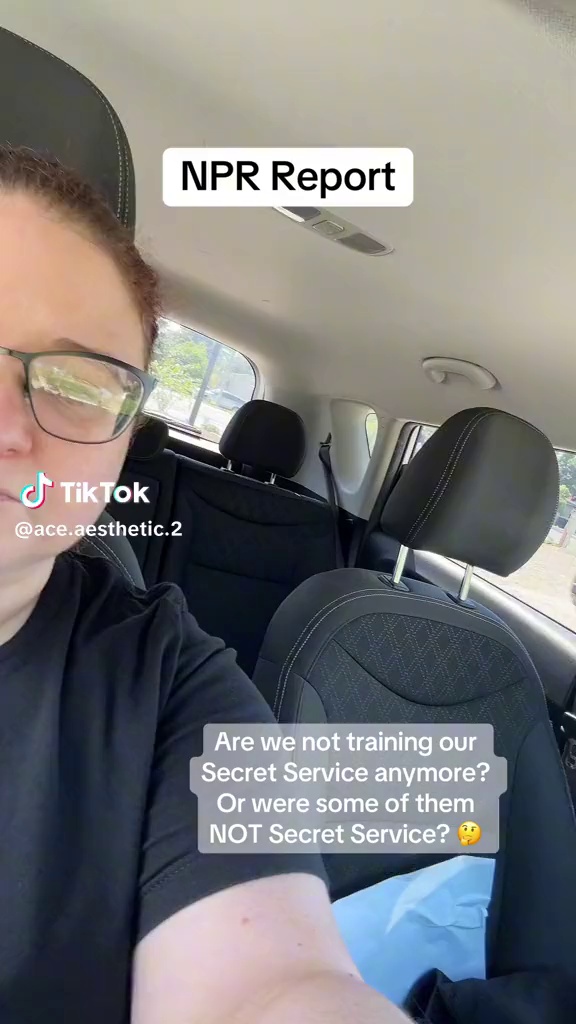 NPR Report
TikTok
@ace.aesthetic.2
Are we not training our
Secret Service anymore?
Or were some of them
NOT Secret Service? 🤔